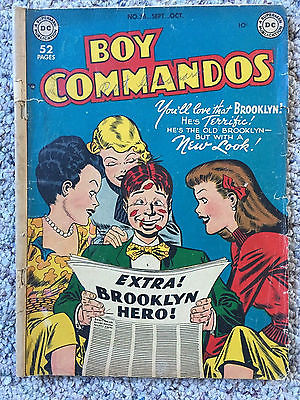 NO. SEPT.-OCT.
10¢
DC
DC
52
PAGES
BOY
COMMANDOS
You'll love that BROOKLYN!
HE'S Terrific!
HE'S THE OLD BROOKLYN—
BUT WITH A
New Look!
EXTRA!
BROOKLYN
HERO!